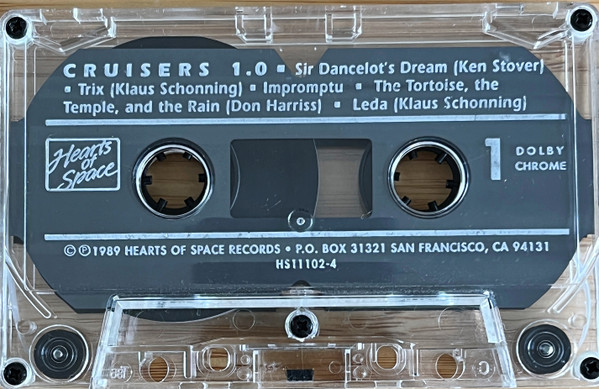 CRUISERS 1.0 ▪ Sir Dancelot's Dream (Ken Stover)
▪ Trix (Klaus Schonning) ▪ Impromptu ▪ The Tortoise, the
Temple, and the Rain (Don Harriss) ▪ Leda (Klaus Schonning)
Hearts
of
Space
1
DOLBY
CHROME
© ℗ 1989 HEARTS OF SPACE RECORDS • P.O. BOX 31321 SAN FRANCISCO, CA 94131
HS11102-4